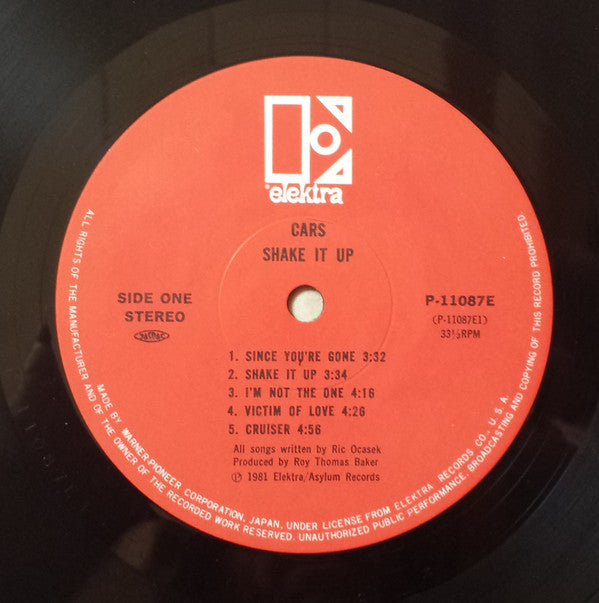 elektra
CARS
SHAKE IT UP
SIDE ONE
STEREO
P-11087E
(P-11087E1)
33⅓RPM
1. SINCE YOU'RE GONE 3:32
2. SHAKE IT UP 3:34
3. I'M NOT THE ONE 4:16
4. VICTIM OF LOVE 4:26
5. CRUISER 4:56
All songs written by Ric Ocasek
Produced by Roy Thomas Baker
Ⓟ 1981 Elektra/Asylum Records
MADE BY WARNER-PIONEER CORPORATION, JAPAN, UNDER LICENSE FROM ELEKTRA RECORDS CO., U.S.A.
ALL RIGHTS OF THE MANUFACTURER AND OF THE OWNER OF THE RECORDED WORK RESERVED. UNAUTHORIZED PUBLIC PERFORMANCE, BROADCASTING AND COPYING OF THIS RECORD PROHIBITED.